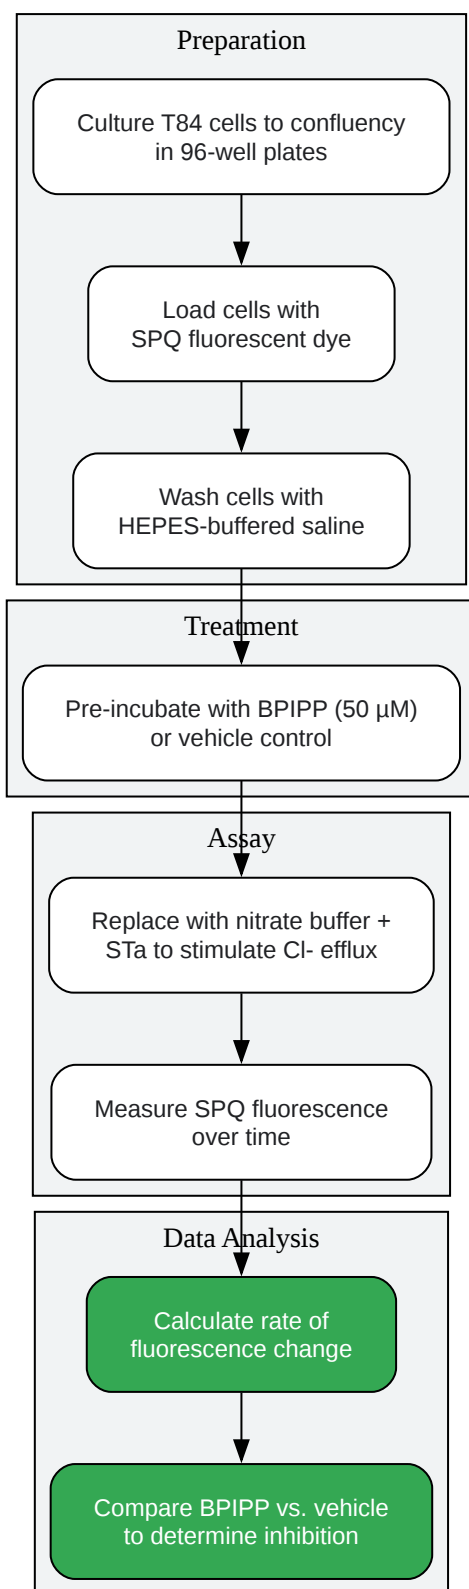 Preparation
Culture T84 cells to confluency
in 96-well plates
Load cells with
SPQ fluorescent dye
Wash cells with
HEPES-buffered saline
Treatment
Pre-incubate with BPIPP (50 µM)
or vehicle control
Assay
Replace with nitrate buffer +
STa to stimulate Cl- efflux
Measure SPQ fluorescence
over time
Data Analysis
Calculate rate of
fluorescence change
Compare BPIPP vs. vehicle
to determine inhibition